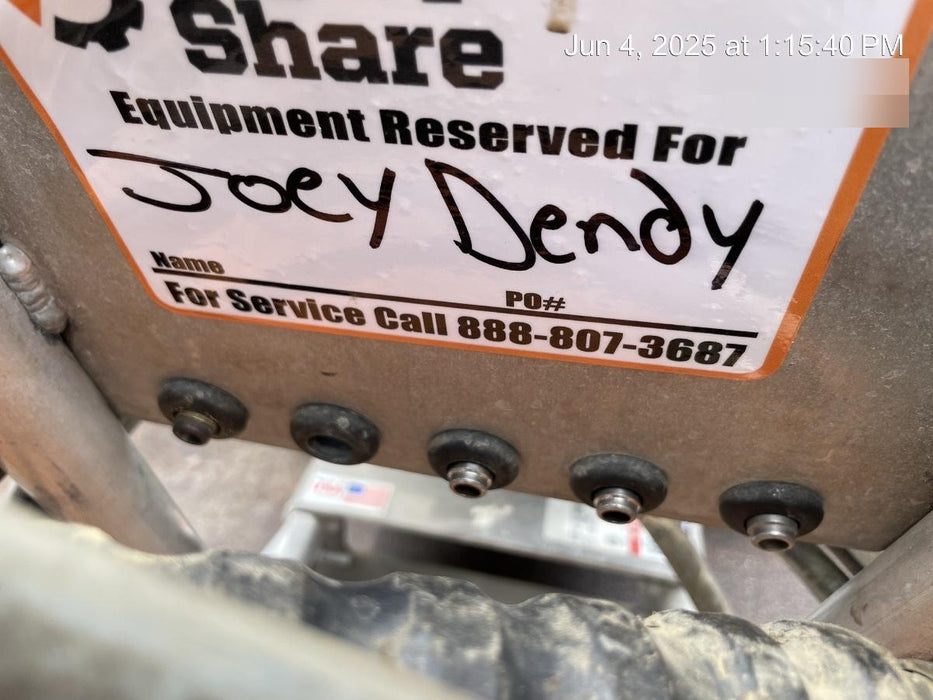 Share
Jun 4, 2025 at 1:15:40 PM
Equipment Reserved For
Joey Dendy
Name
PO#
For Service Call 888-807-3687